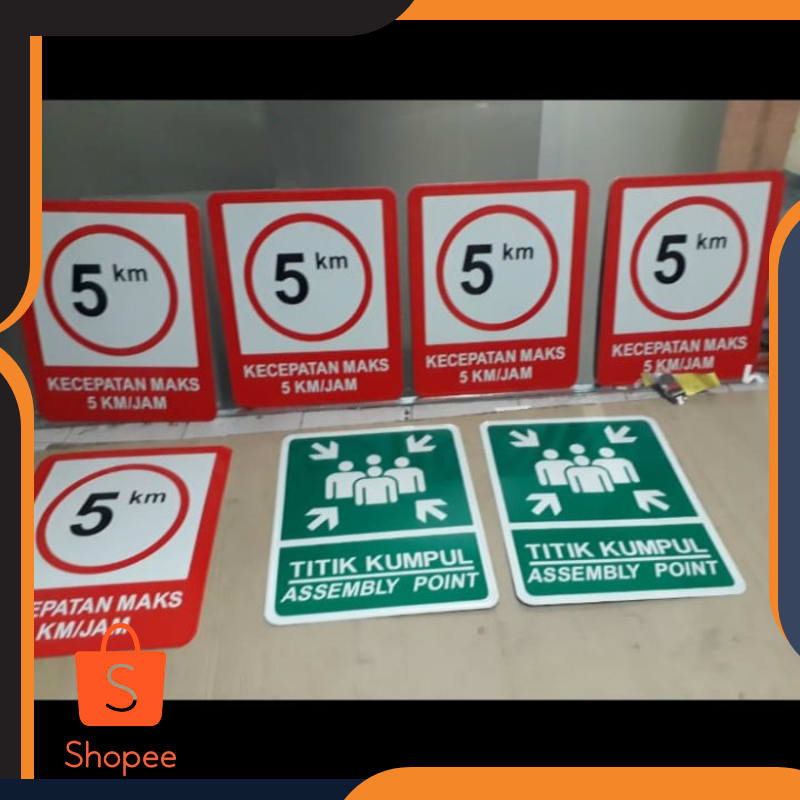 5 km
KECEPATAN MAKS
5 KM/JAM
5 km
KECEPATAN MAKS
5 KM/JAM
5 km
KECEPATAN MAKS
5 KM/JAM
5 km
KECEPATAN MAKS
5 KM/JAM
5 km
EPATAN MAKS
KM/JAM
TITIK KUMPUL
ASSEMBLY POINT
TITIK KUMPUL
ASSEMBLY POINT
S
Shopee